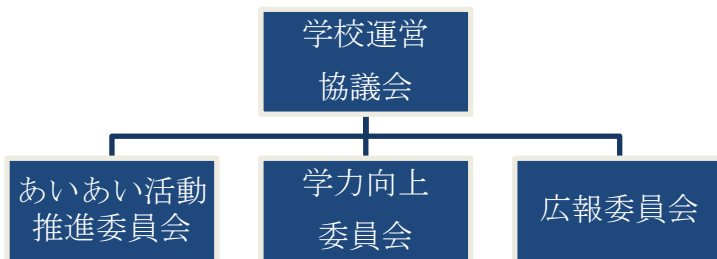 学校運営
協議会
あいあい活動
推進委員会
学力向上
委員会
広報委員会